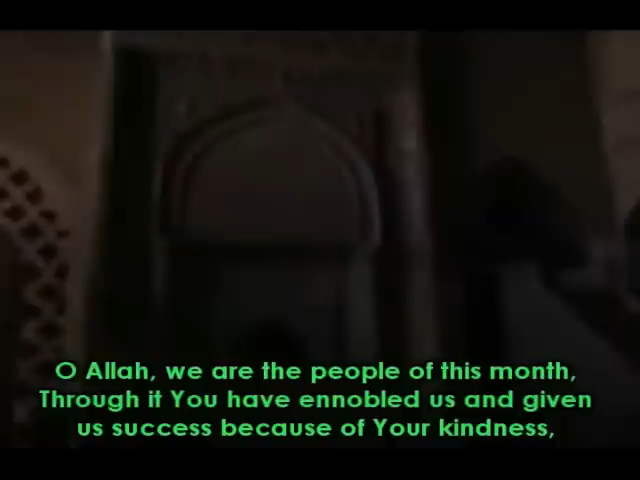 O Allah, we are the people of this month,
Through it You have ennobled us and given
us success because of Your kindness,